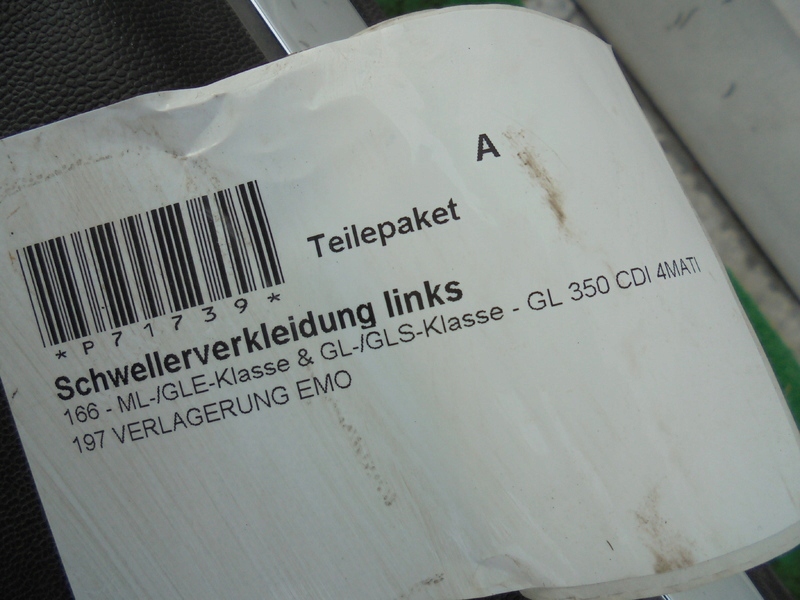 A
Teilepaket
*P71739*
Schwellerverkleidung links
166 - ML-/GLE-Klasse & GL-/GLS-Klasse - GL 350 CDI 4MATI
197 VERLAGERUNG EMO